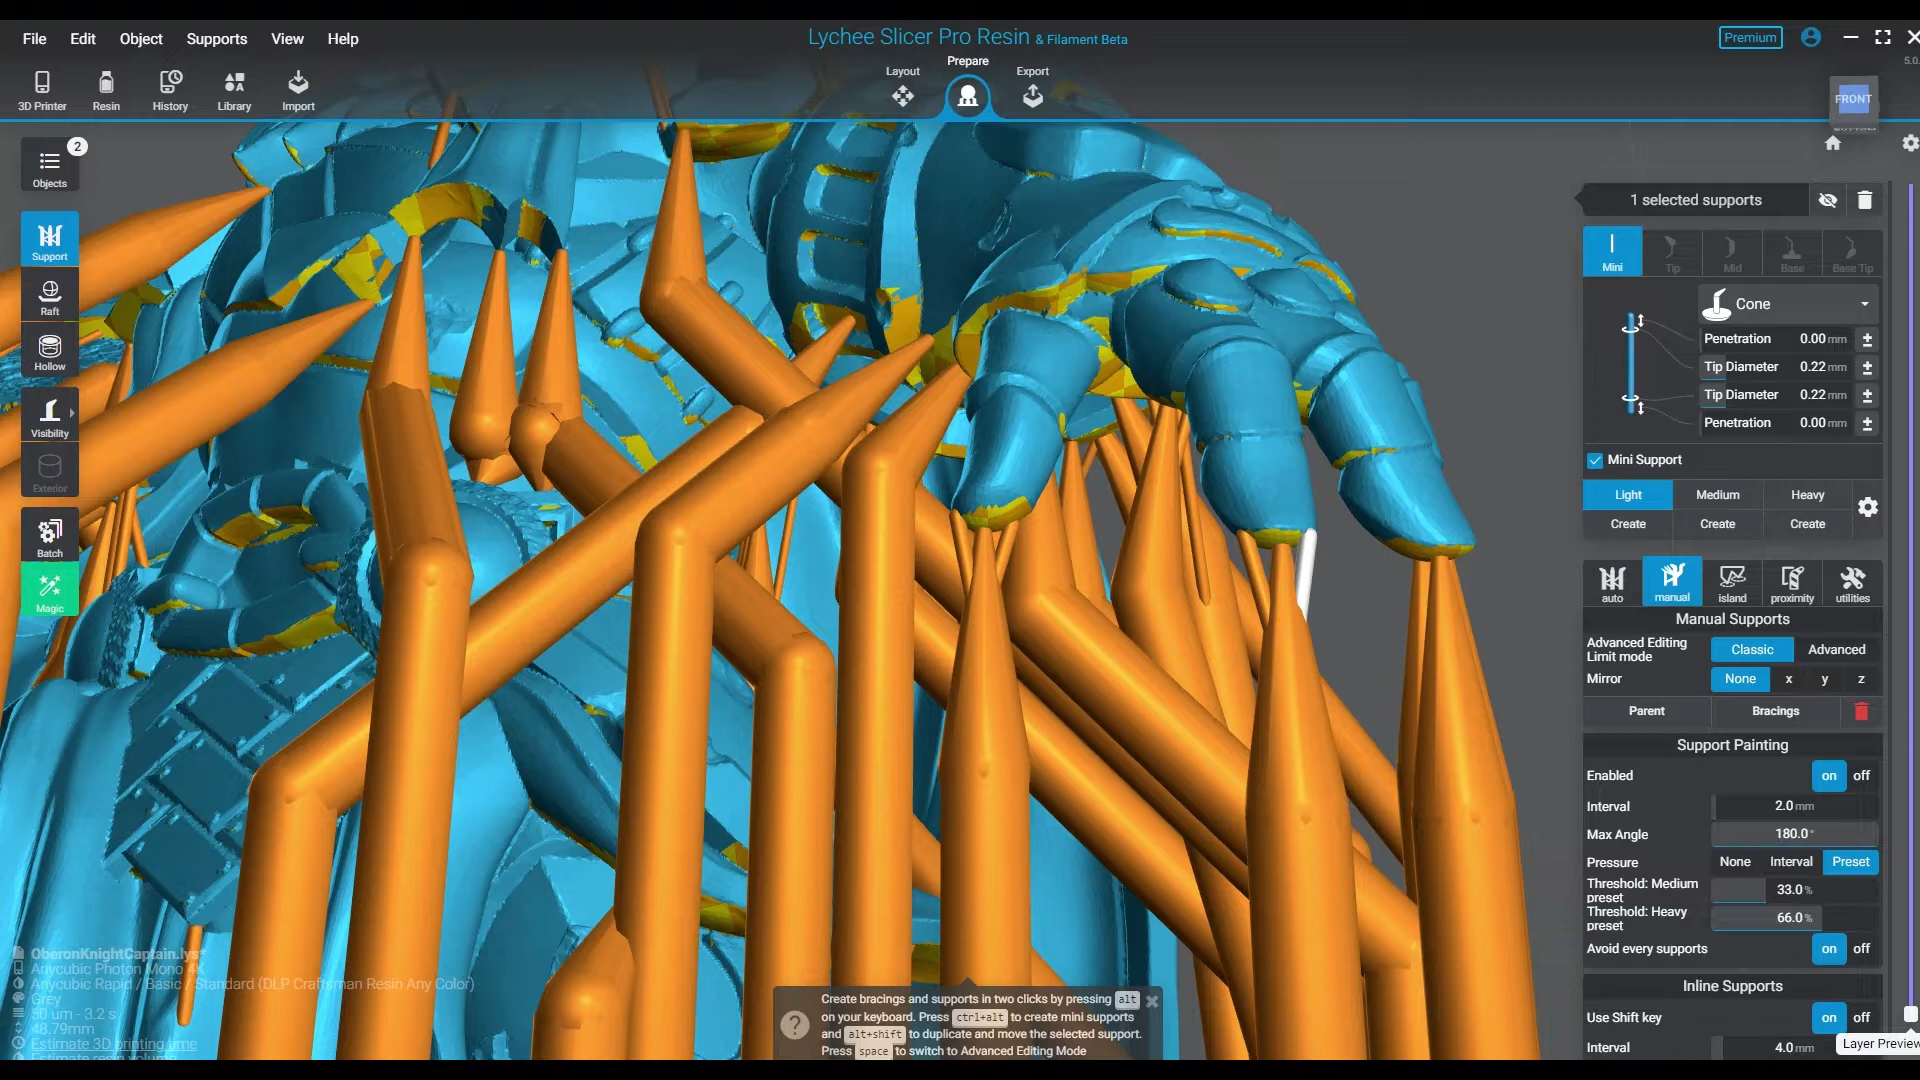 File Edit Object Supports View Help
Lychee Slicer Pro Resin & Filament Beta
Premium
5.0.
3D Printer Resin History Library Import
Layout Prepare Export
FRONT
2
Objects
Support
Raft
Hollow
Visibility
Exterior
Batch
Magic
1 selected supports
Mini Tip Mid Base Base Tip
Cone
Penetration 0.00 mm
Tip Diameter 0.22 mm
Tip Diameter 0.22 mm
Penetration 0.00 mm
Mini Support
Light Medium Heavy
Create Create Create
auto manual island proximity utilities
Manual Supports
Advanced Editing
Limit mode
Classic Advanced
Mirror None x y z
Parent Bracings
Support Painting
Enabled on off
Interval 2.0 mm
Max Angle 180.0 °
Pressure None Interval Preset
Threshold: Medium
preset
33.0 %
Threshold: Heavy
preset
66.0 %
Avoid every supports on off
Inline Supports
Use Shift key on off
Interval 4.0 mm
Layer Preview
OberonKnightCaptain.lys*
Anycubic Photon Mono 4K
Anycubic Rapid / Basic / Standard (DLP Craftsman Resin Any Color)
Grey
30 um - 3.2 s
48.79mm
Estimate 3D printing time
Estimate resin volume
Create bracings and supports in two clicks by pressing alt
on your keyboard. Press ctrl+alt to create mini supports
and alt+shift to duplicate and move the selected support.
Press space to switch to Advanced Editing Mode